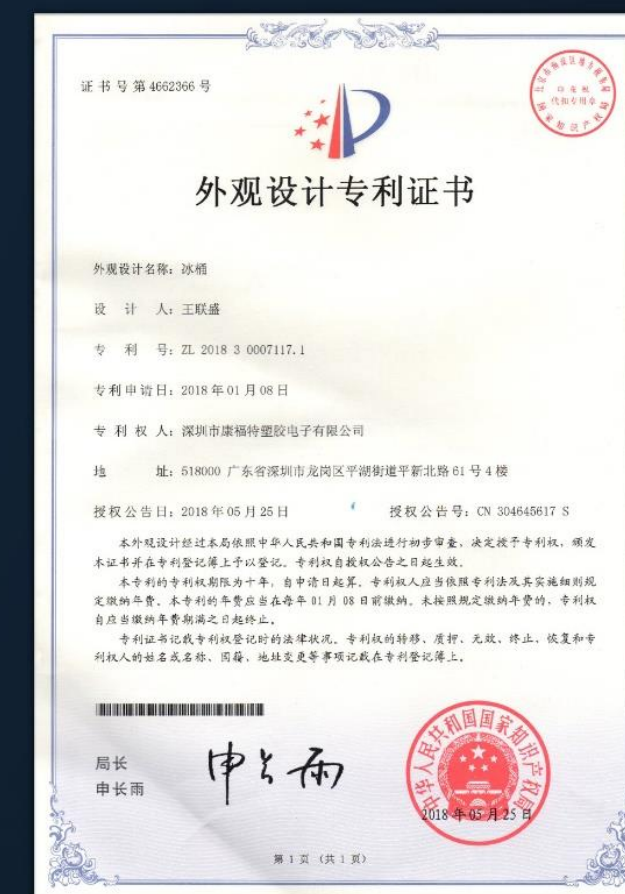 证书号第4662366号
印花税
代扣专用章
国家知识产权局
外观设计专利证书
外观设计名称：冰桶
设计人：王联盛
专利号：ZL 2018 3 0007117.1
专利申请日：2018年01月08日
专利权人：深圳市康福特塑胶电子有限公司
地址：518000 广东省深圳市龙岗区平湖街道平新北路61号4楼
授权公告日：2018年05月25日 授权公告号：CN 304645617 S
本外观设计经过本局依照中华人民共和国专利法进行初步审查，决定授予专利权，颁发
本证书并在专利登记簿上予以登记。专利权自授权公告之日起生效。
本专利的专利权期限为十年，自申请日起算。专利权人应当依照专利法及其实施细则规
定缴纳年费。本专利的年费应当在每年01月08日前缴纳。未按照规定缴纳年费的，专利权
自应当缴纳年费期满之日起终止。
专利证书记载专利权登记时的法律状况。专利权的转移、质押、无效、终止、恢复和专
利权人的姓名或名称、国籍、地址变更等事项记载在专利登记簿上。
局长
申长雨
申长雨
中华人民共和国国家知识产权局
2018年05月25日
第1页（共1页）